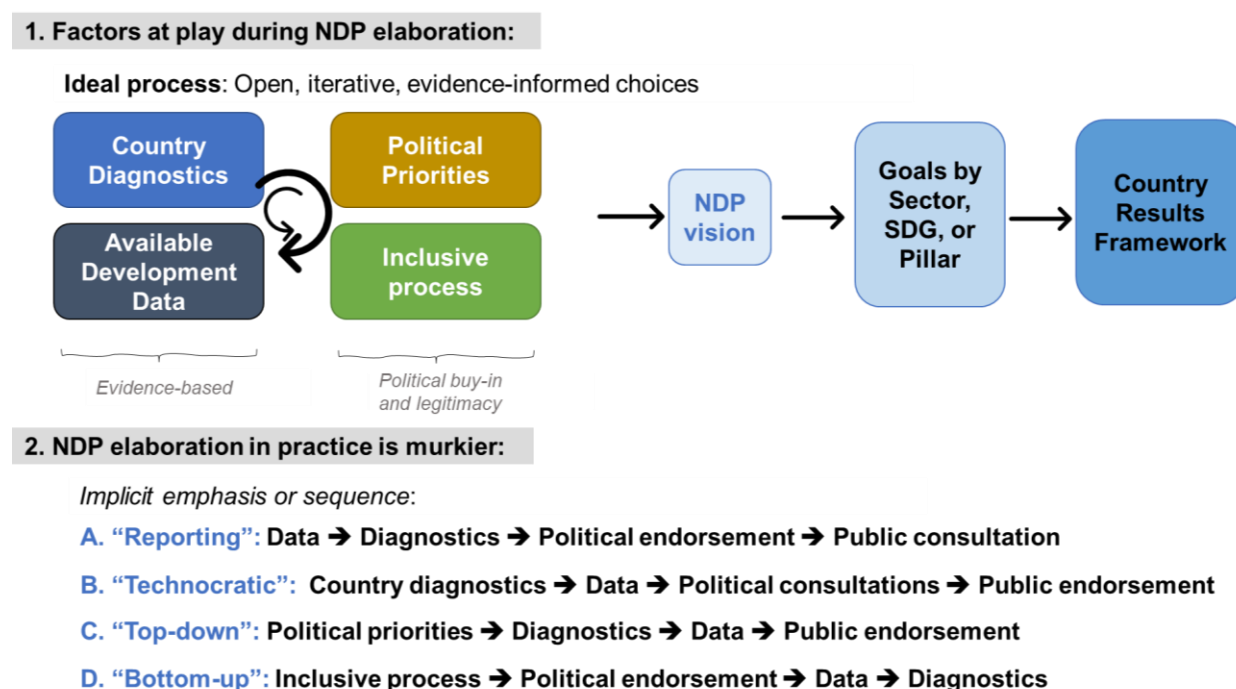 1. Factors at play during NDP elaboration:
Ideal process: Open, iterative, evidence-informed choices
Country
Diagnostics
Political
Priorities
Available
Development
Data
Inclusive
process
NDP
vision
Goals by
Sector,
SDG, or
Pillar
Country
Results
Framework
Evidence-based
Political buy-in
and legitimacy
2. NDP elaboration in practice is murkier:
Implicit emphasis or sequence:
A. “Reporting”: Data ➔ Diagnostics ➔ Political endorsement ➔ Public consultation
B. “Technocratic”: Country diagnostics ➔ Data ➔ Political consultations ➔ Public endorsement
C. “Top-down”: Political priorities ➔ Diagnostics ➔ Data ➔ Public endorsement
D. “Bottom-up”: Inclusive process ➔ Political endorsement ➔ Data ➔ Diagnostics